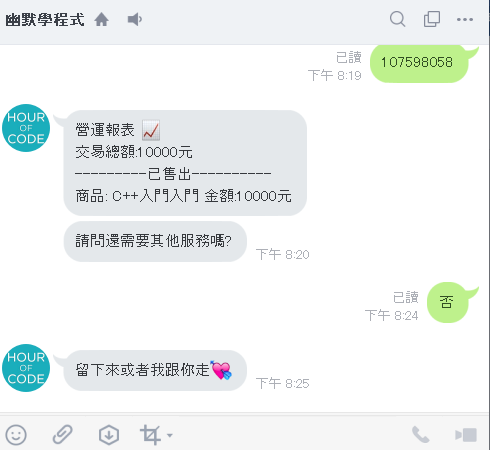 幽默學程式
已讀
下午 8:19
107598058
HOUR
OF
CODE
營運報表
交易總額:10000元
---------已售出----------
商品: C++入門入門 金額:10000元
請問還需要其他服務嗎?
下午 8:20
已讀
下午 8:24
否
HOUR
OF
CODE
留下來或者我跟你走
下午 8:25